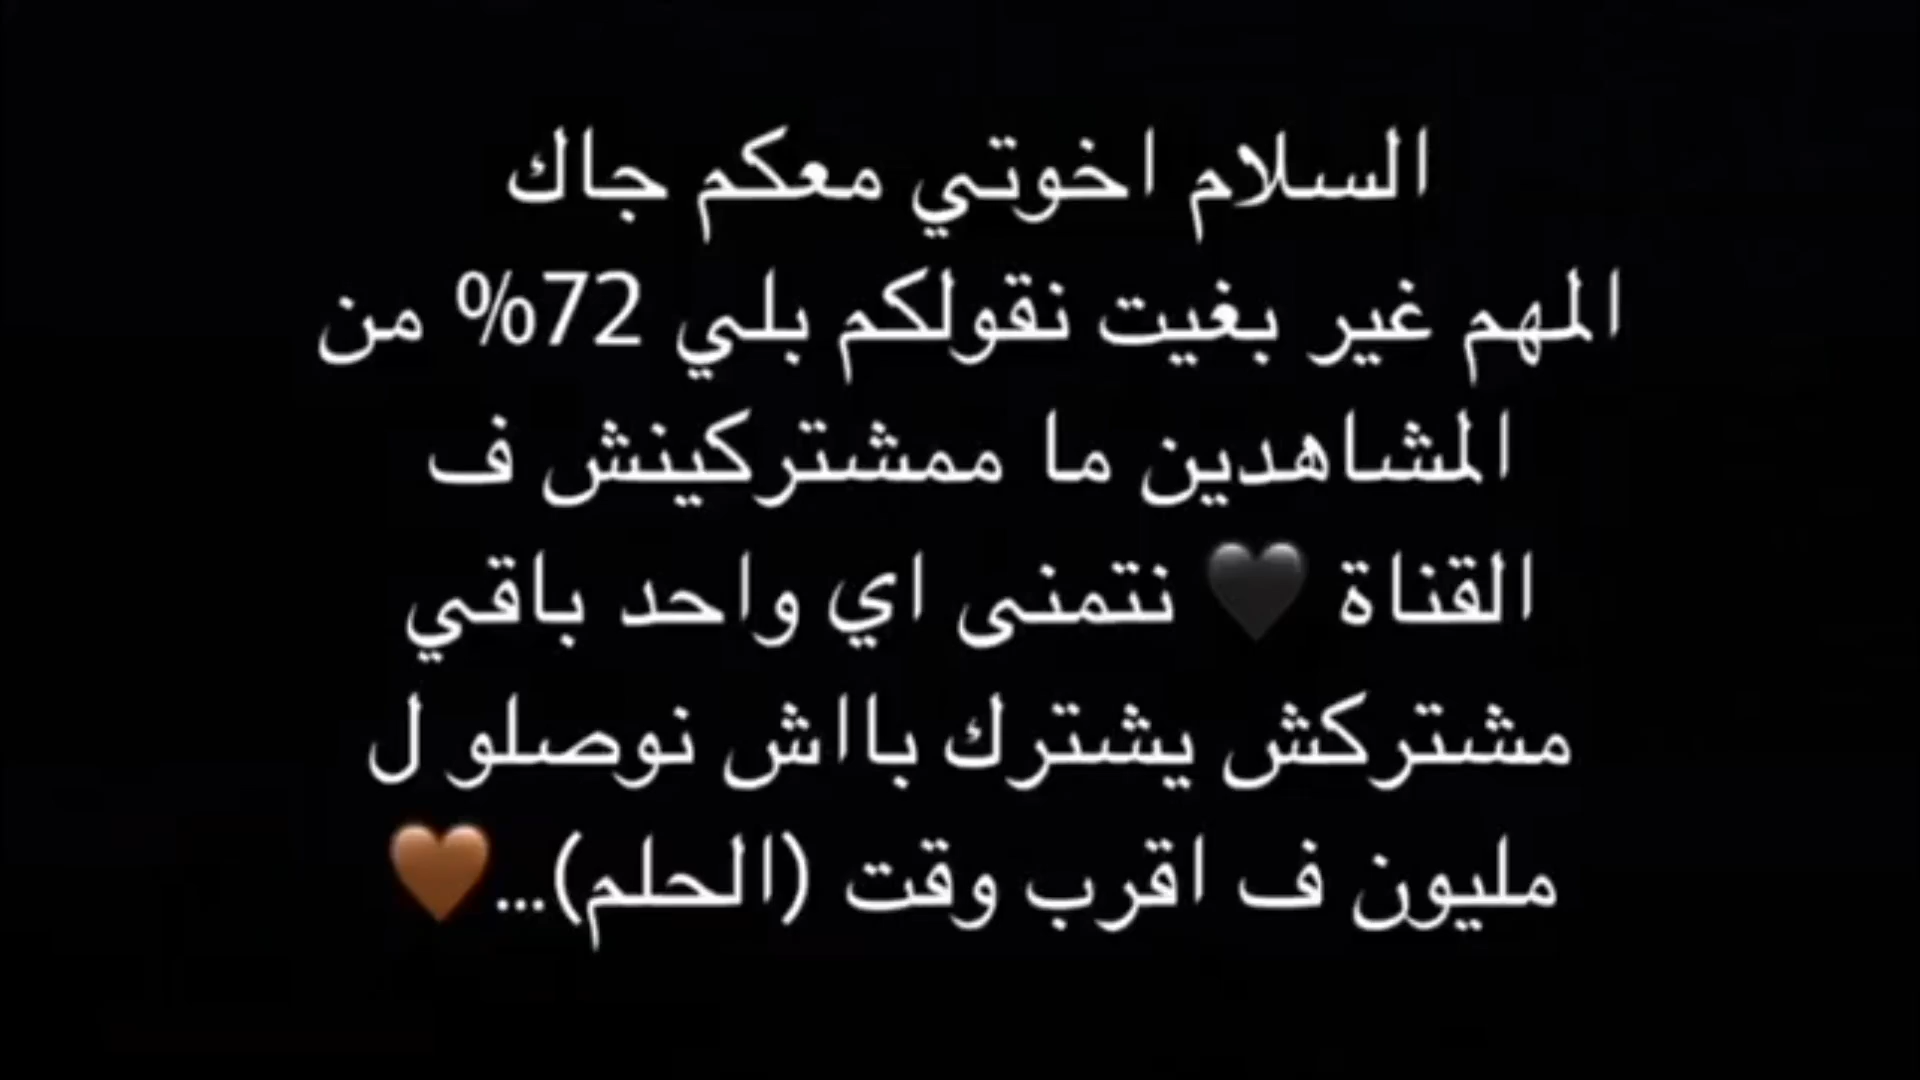 السلام اخوتي معكم جاك
المهم غير بغيت نقولكم بلي 72% من
المشاهدين ما ممشتركينش ف
القناة 🖤 نتمنى اي واحد باقي
مشتركش يشترك بااش نوصلو ل
مليون ف اقرب وقت (الحلم)...🤎